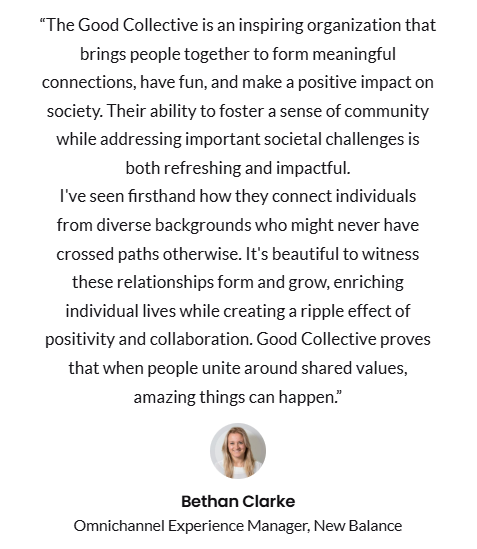 “The Good Collective is an inspiring organization that
brings people together to form meaningful
connections, have fun, and make a positive impact on
society. Their ability to foster a sense of community
while addressing important societal challenges is
both refreshing and impactful.
I've seen firsthand how they connect individuals
from diverse backgrounds who might never have
crossed paths otherwise. It's beautiful to witness
these relationships form and grow, enriching
individual lives while creating a ripple effect of
positivity and collaboration. Good Collective proves
that when people unite around shared values,
amazing things can happen.”
Bethan Clarke
Omnichannel Experience Manager, New Balance